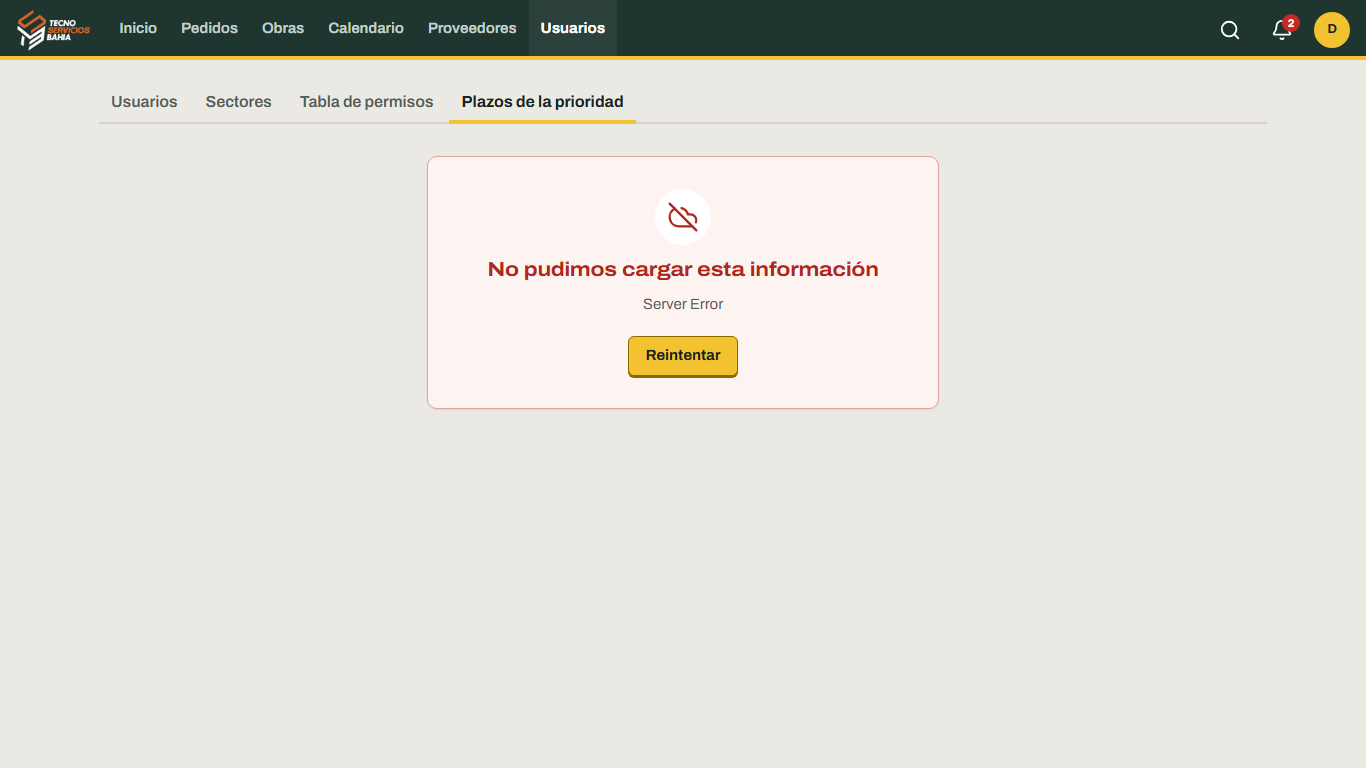 TECNO
SERVICIOS
BAHIA
Inicio
Pedidos
Obras
Calendario
Proveedores
Usuarios
2
D
Usuarios
Sectores
Tabla de permisos
Plazos de la prioridad
No pudimos cargar esta información
Server Error
Reintentar